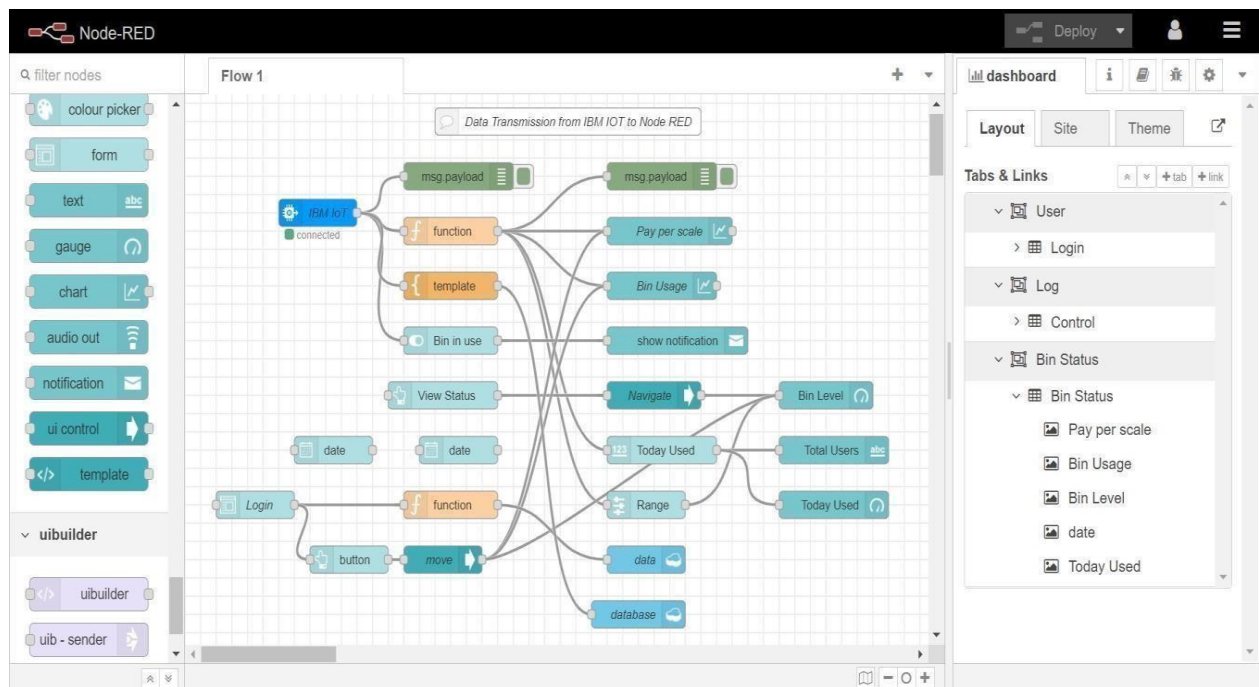 Node-RED
Deploy
filter nodes
Flow 1
dashboard
i
colour picker
form
text
abc
gauge
chart
audio out
notification
ui control
template
uibuilder
uibuilder
uib - sender
Data Transmission from IBM IOT to Node RED
msg.payload
msg.payload
IBM IoT
connected
function
Pay per scale
template
Bin Usage
Bin in use
show notification
View Status
Navigate
Bin Level
date
date
123
Today Used
Total Users
abc
Login
function
Range
Today Used
button
move
data
database
Layout
Site
Theme
Tabs & Links
+ tab
+ link
User
Login
Log
Control
Bin Status
Bin Status
Pay per scale
Bin Usage
Bin Level
date
Today Used